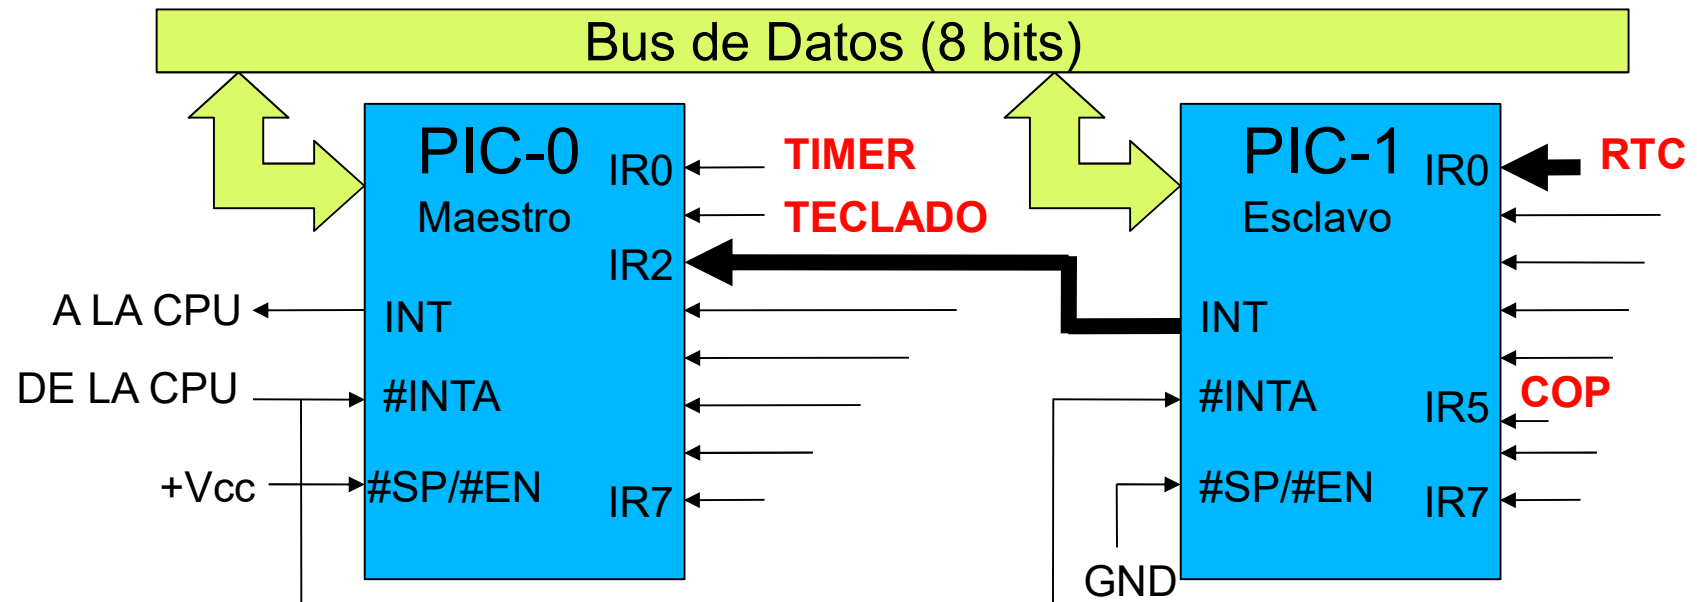 Bus de Datos (8 bits)
PIC-0
Maestro
IR0
TIMER
TECLADO
IR2
A LA CPU
INT
DE LA CPU
#INTA
+Vcc
#SP/#EN
IR7
PIC-1
Esclavo
IR0
RTC
INT
#INTA
IR5
COP
#SP/#EN
IR7
GND